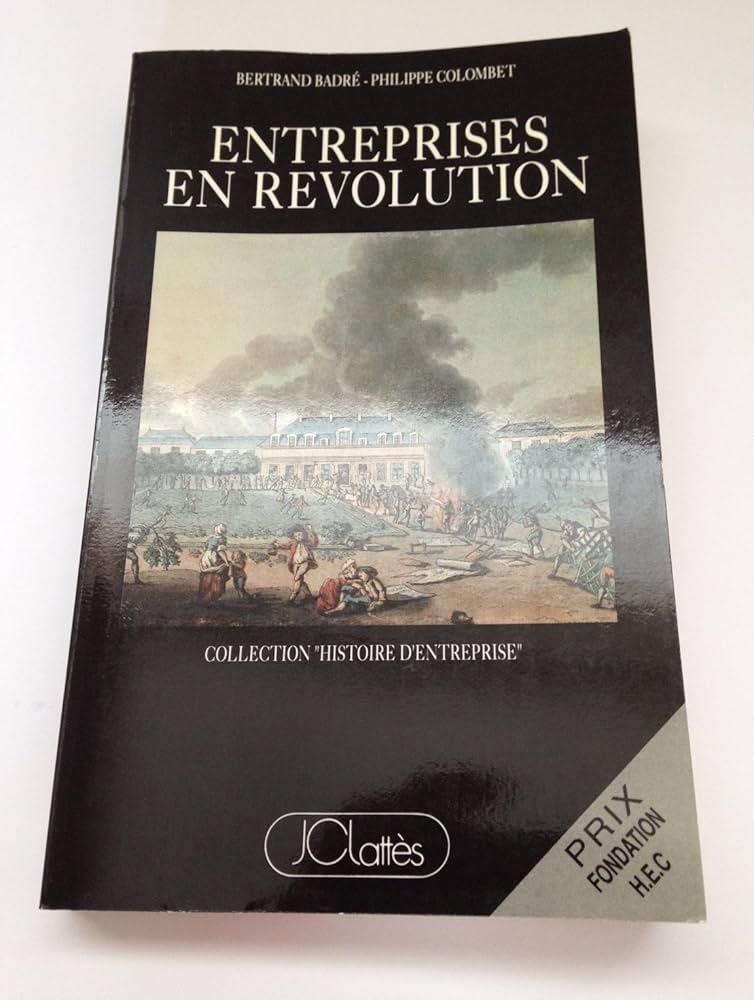 BERTRAND BADRÉ - PHILIPPE COLOMBET
ENTREPRISES
EN REVOLUTION
COLLECTION "HISTOIRE D'ENTREPRISE"
JCLattès
PRIX
FONDATION
H.E.C